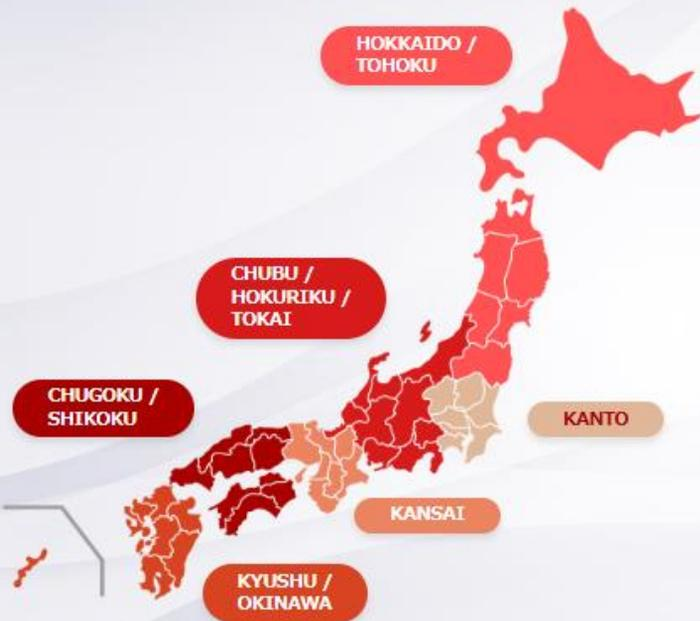 HOKKAIDO /
TOHOKU
CHUBU /
HOKURIKU /
TOKAI
CHUGOKU /
SHIKOKU
KANTO
KANSAI
KYUSHU /
OKINAWA